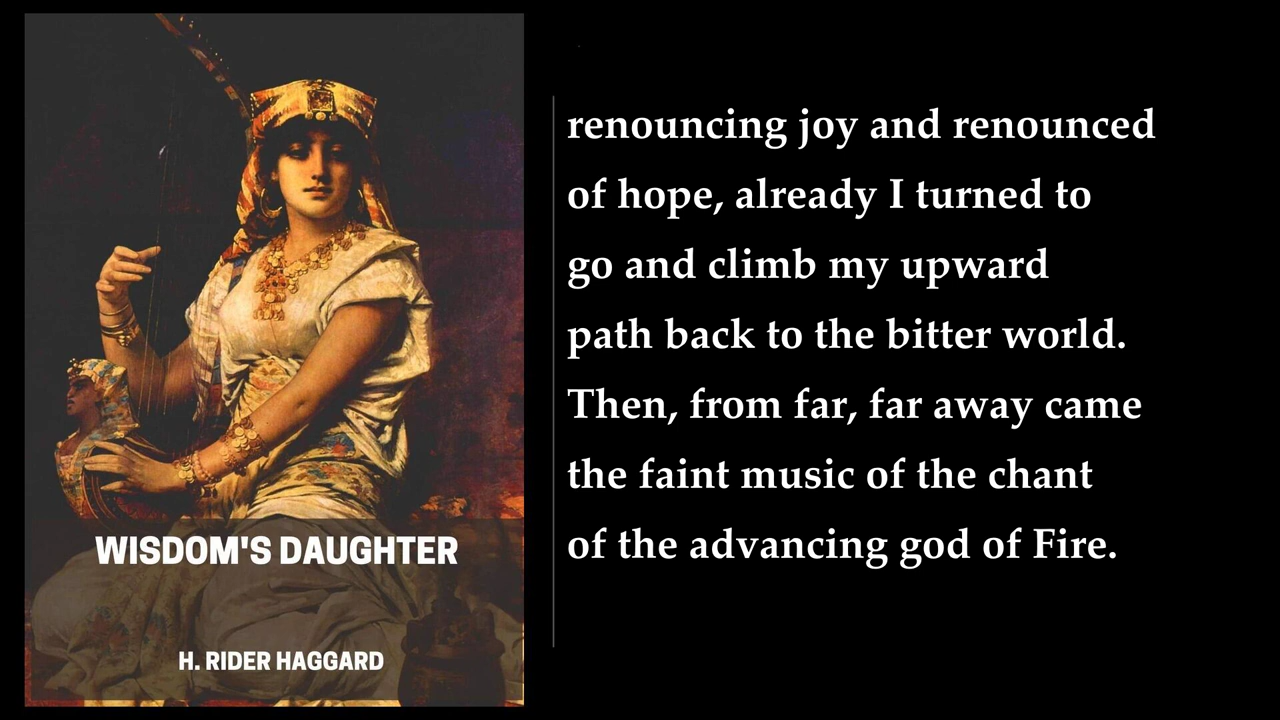 WISDOM'S DAUGHTER
H. RIDER HAGGARD
renouncing joy and renounced
of hope, already I turned to
go and climb my upward
path back to the bitter world.
Then, from far, far away came
the faint music of the chant
of the advancing god of Fire.